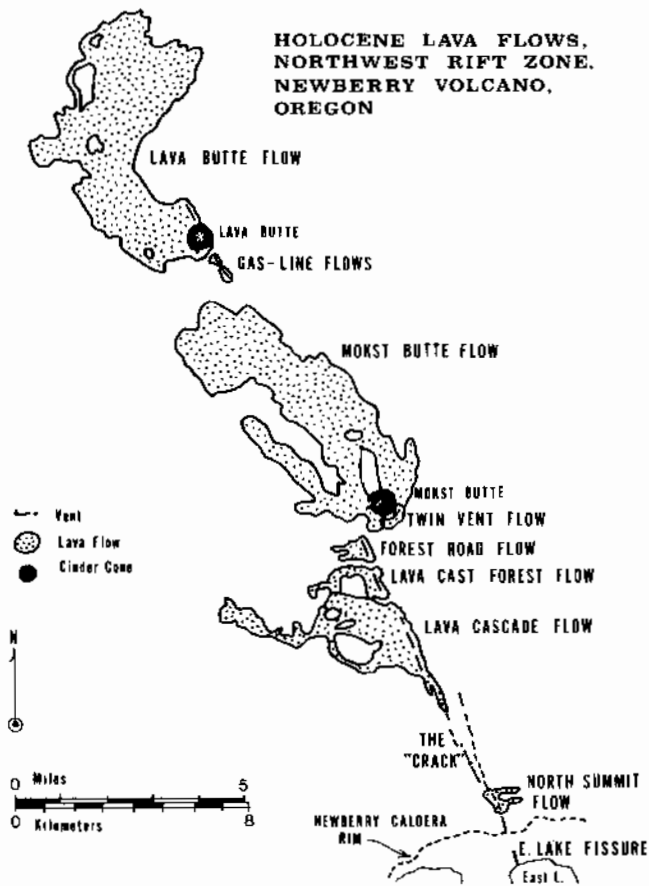 HOLOCENE LAVA FLOWS,
NORTHWEST RIFT ZONE,
NEWBERRY VOLCANO,
OREGON
LAVA BUTTE FLOW
LAVA BUTTE
GAS-LINE FLOWS
MOKST BUTTE FLOW
MOKST BUTTE
TWIN VENT FLOW
FOREST ROAD FLOW
LAVA CAST FOREST FLOW
LAVA CASCADE FLOW
Vent
Lava Flow
Cinder Cone
N
THE
"CRACK"
0 Miles 5
0 Kilometers 8
NORTH SUMMIT
FLOW
NEWBERRY CALDERA
RIM
E. LAKE FISSURE
East L.